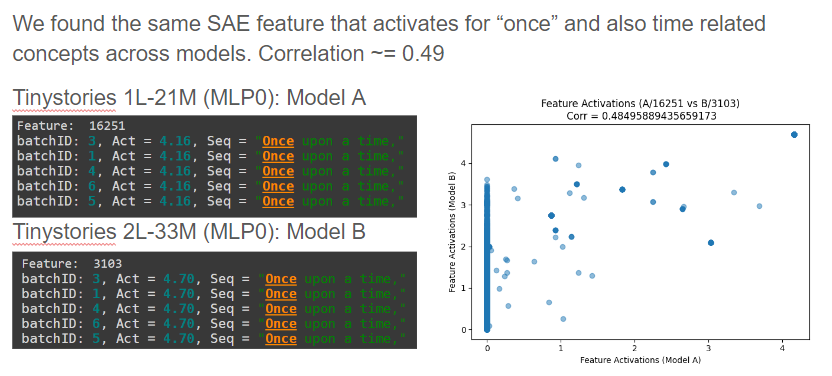 We found the same SAE feature that activates for “once” and also time related
concepts across models. Correlation ~= 0.49
Tinystories 1L-21M (MLP0): Model A
Feature: 16251
batchID: 3, Act = 4.16, Seq = "Once upon a time,"
batchID: 1, Act = 4.16, Seq = "Once upon a time,"
batchID: 4, Act = 4.16, Seq = "Once upon a time,"
batchID: 6, Act = 4.16, Seq = "Once upon a time,"
batchID: 5, Act = 4.16, Seq = "Once upon a time,"
Tinystories 2L-33M (MLP0): Model B
Feature: 3103
batchID: 3, Act = 4.70, Seq = "Once upon a time,"
batchID: 1, Act = 4.70, Seq = "Once upon a time,"
batchID: 4, Act = 4.70, Seq = "Once upon a time,"
batchID: 6, Act = 4.70, Seq = "Once upon a time,"
batchID: 5, Act = 4.70, Seq = "Once upon a time,"
Feature Activations (A/16251 vs B/3103)
Corr = 0.48495889435659173
Feature Activations (Model B)
4
3
2
1
0
0 1 2 3 4
Feature Activations (Model A)